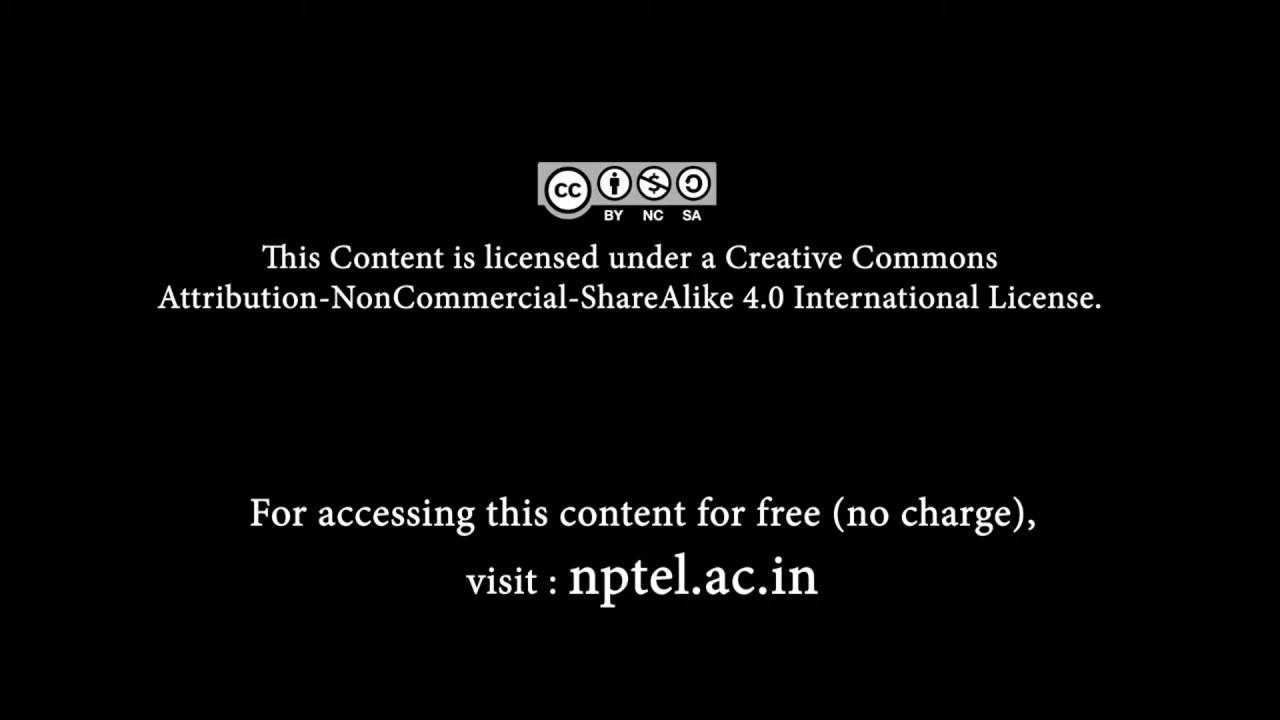 cc
BY NC SA
This Content is licensed under a Creative Commons
Attribution-NonCommercial-ShareAlike 4.0 International License.
For accessing this content for free (no charge),
visit : nptel.ac.in